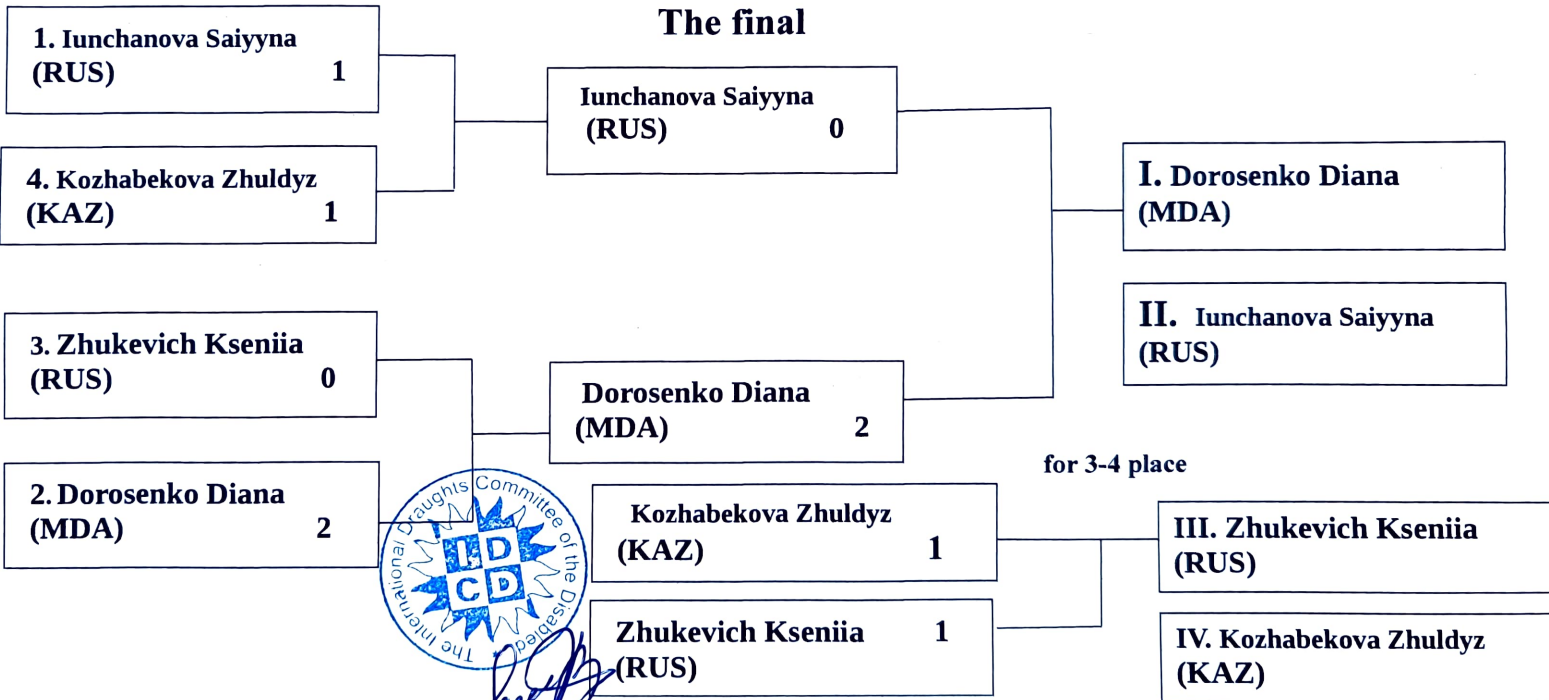 The final
1. Iunchanova Saiyyna
(RUS) 1
4. Kozhabekova Zhuldyz
(KAZ) 1
3. Zhukevich Kseniia
(RUS) 0
2. Dorosenko Diana
(MDA) 2
Iunchanova Saiyyna
(RUS) 0
Dorosenko Diana
(MDA) 2
I. Dorosenko Diana
(MDA)
II. Iunchanova Saiyyna
(RUS)
for 3-4 place
Kozhabekova Zhuldyz
(KAZ) 1
Zhukevich Kseniia 1
(RUS)
III. Zhukevich Kseniia
(RUS)
IV. Kozhabekova Zhuldyz
(KAZ)
The International Draughts Committee of the Disabled
I D
C D